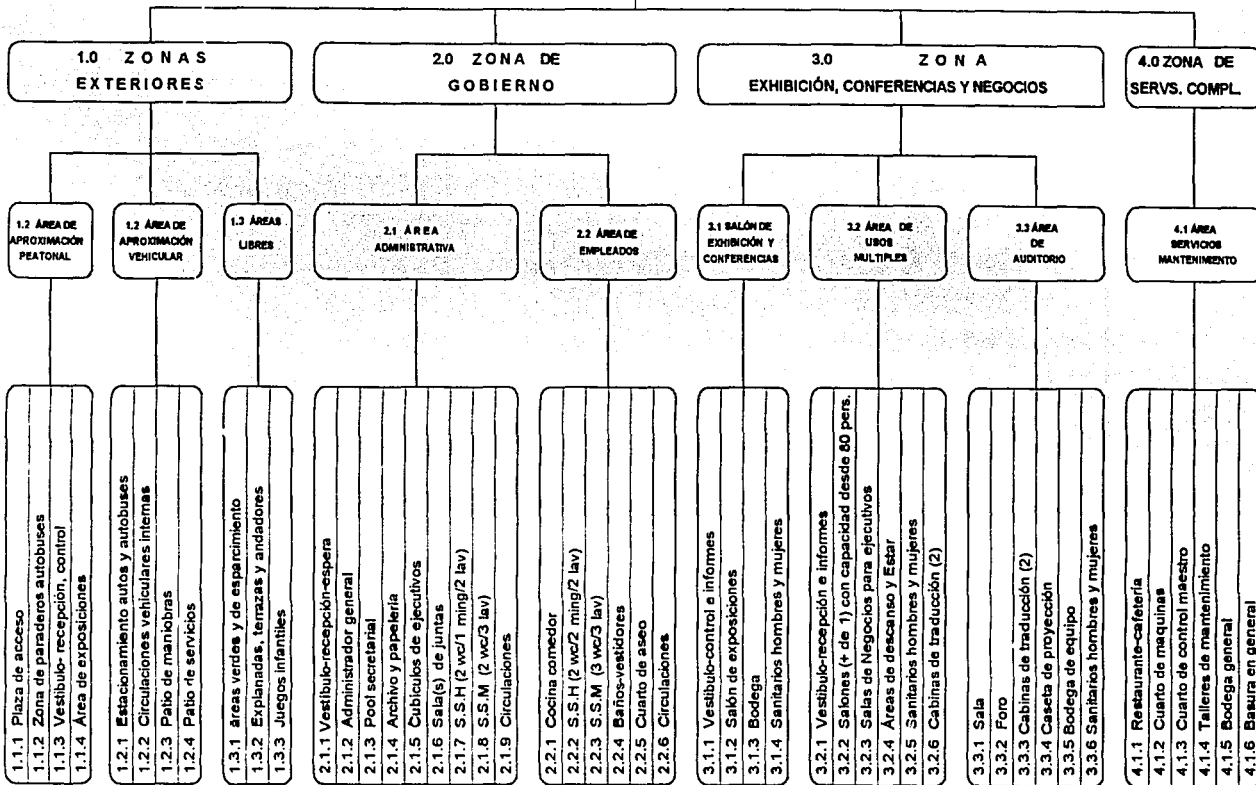 1.0 ZONAS
EXTERIORES
2.0 ZONA DE
GOBIERNO
3.0 ZONA
EXHIBICIÓN, CONFERENCIAS Y NEGOCIOS
4.0 ZONA DE
SERVS. COMPL.
1.2 ÁREA DE
APROXIMACIÓN
PEATONAL
1.2 ÁREA DE
APROXIMACIÓN
VEHICULAR
1.3 ÁREAS
LIBRES
2.1 ÁREA
ADMINISTRATIVA
2.2 ÁREA DE
EMPLEADOS
3.1 SALÓN DE
EXHIBICIÓN Y
CONFERENCIAS
3.2 ÁREA DE
USOS
MULTIPLES
3.3 ÁREA
DE
AUDITORIO
4.1 ÁREA
SERVICIOS
MANTENIMIENTO
1.1.1 Plaza de acceso
1.1.2 Zona de paraderos autobuses
1.1.3 Vestíbulo- recepción, control
1.1.4 Área de exposiciones
1.2.1 Estacionamiento autos y autobuses
1.2.2 Circulaciones vehiculares internas
1.2.3 Patio de maniobras
1.2.4 Patio de servicios
1.3.1 áreas verdes y de esparcimiento
1.3.2 Explanadas, terrazas y andadores
1.3.3 Juegos infantiles
2.1.1 Vestíbulo-recepción-espera
2.1.2 Administrador general
2.1.3 Pool secretarial
2.1.4 Archivo y papelería
2.1.5 Cubículos de ejecutivos
2.1.6 Sala(s) de juntas
2.1.7 S.S.H (2 wc/1 ming/2 lav)
2.1.8 S.S.M (2 wc/3 lav)
2.1.9 Circulaciones
2.2.1 Cocina comedor
2.2.2 S.S.H (2 wc/2 ming/2 lav)
2.2.3 S.S.M (3 wc/3 lav)
2.2.4 Baños-vestidores
2.2.5 Cuarto de aseo
2.2.6 Circulaciones
3.1.1 Vestíbulo-control e informes
3.1.2 Salón de exposiciones
3.1.3 Bodega
3.1.4 Sanitarios hombres y mujeres
3.2.1 Vestíbulo-recepción e informes
3.2.2 Salones (+ de 1) con capacidad desde 80 pers.
3.2.3 Salas de Negocios para ejecutivos
3.2.4 Areas de descanso y Estar
3.2.5 Sanitarios hombres y mujeres
3.2.6 Cabinas de traducción (2)
3.3.1 Sala
3.3.2 Foro
3.3.3 Cabinas de traducción (2)
3.3.4 Caseta de proyección
3.3.5 Bodega de equipo
3.3.6 Sanitarios hombres y mujeres
4.1.1 Restaurante-cafetería
4.1.2 Cuarto de maquinas
4.1.3 Cuarto de control maestro
4.1.4 Talleres de mantenimiento
4.1.5 Bodega general
4.1.6 Basura en general